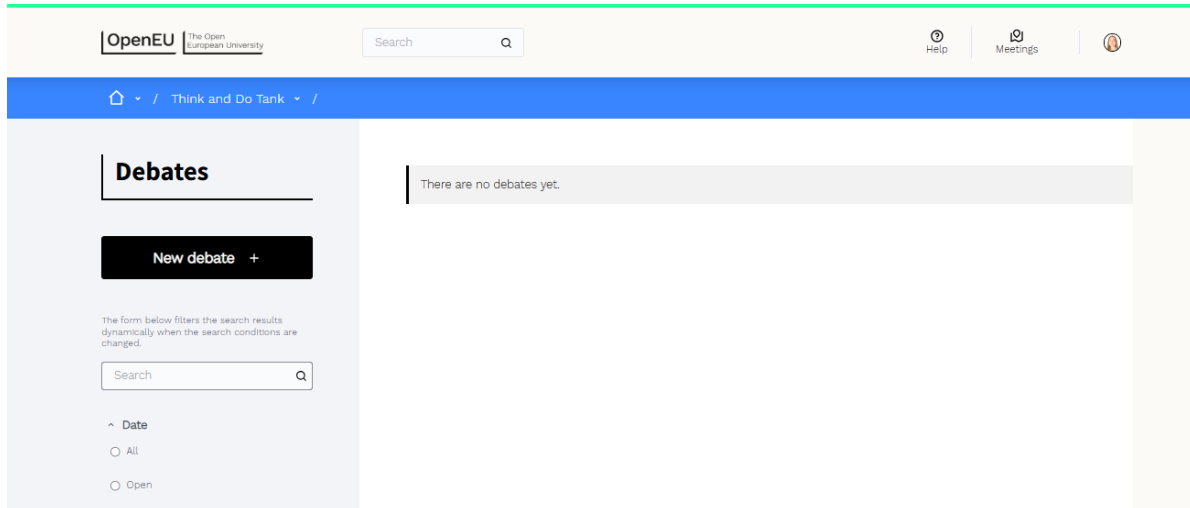 OpenEU The Open
European University
Search
Help
Meetings
/ Think and Do Tank /
Debates
New debate +
The form below filters the search results
dynamically when the search conditions are
changed.
Search
Date
All
Open
There are no debates yet.